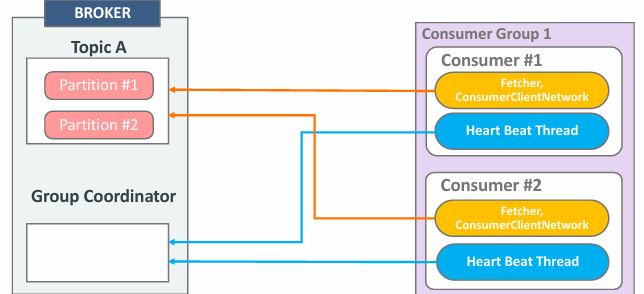 BROKER
Topic A
Partition #1
Partition #2
Group Coordinator
Consumer Group 1
Consumer #1
Fetcher,
ConsumerClientNetwork
Heart Beat Thread
Consumer #2
Fetcher,
ConsumerClientNetwork
Heart Beat Thread